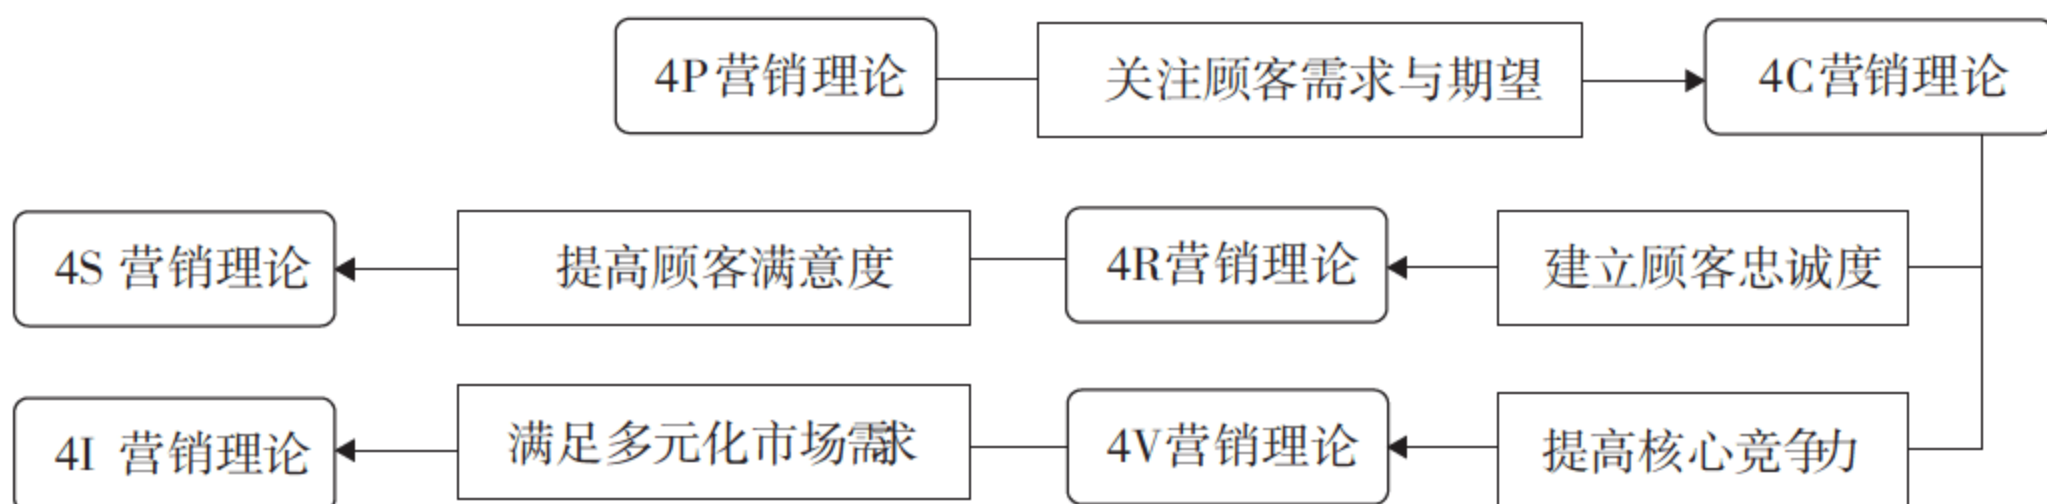 4P营销理论
关注顾客需求与期望
4C营销理论
4S 营销理论
提高顾客满意度
4R营销理论
建立顾客忠诚度
4I 营销理论
满足多元化市场需求
4V营销理论
提高核心竞争力